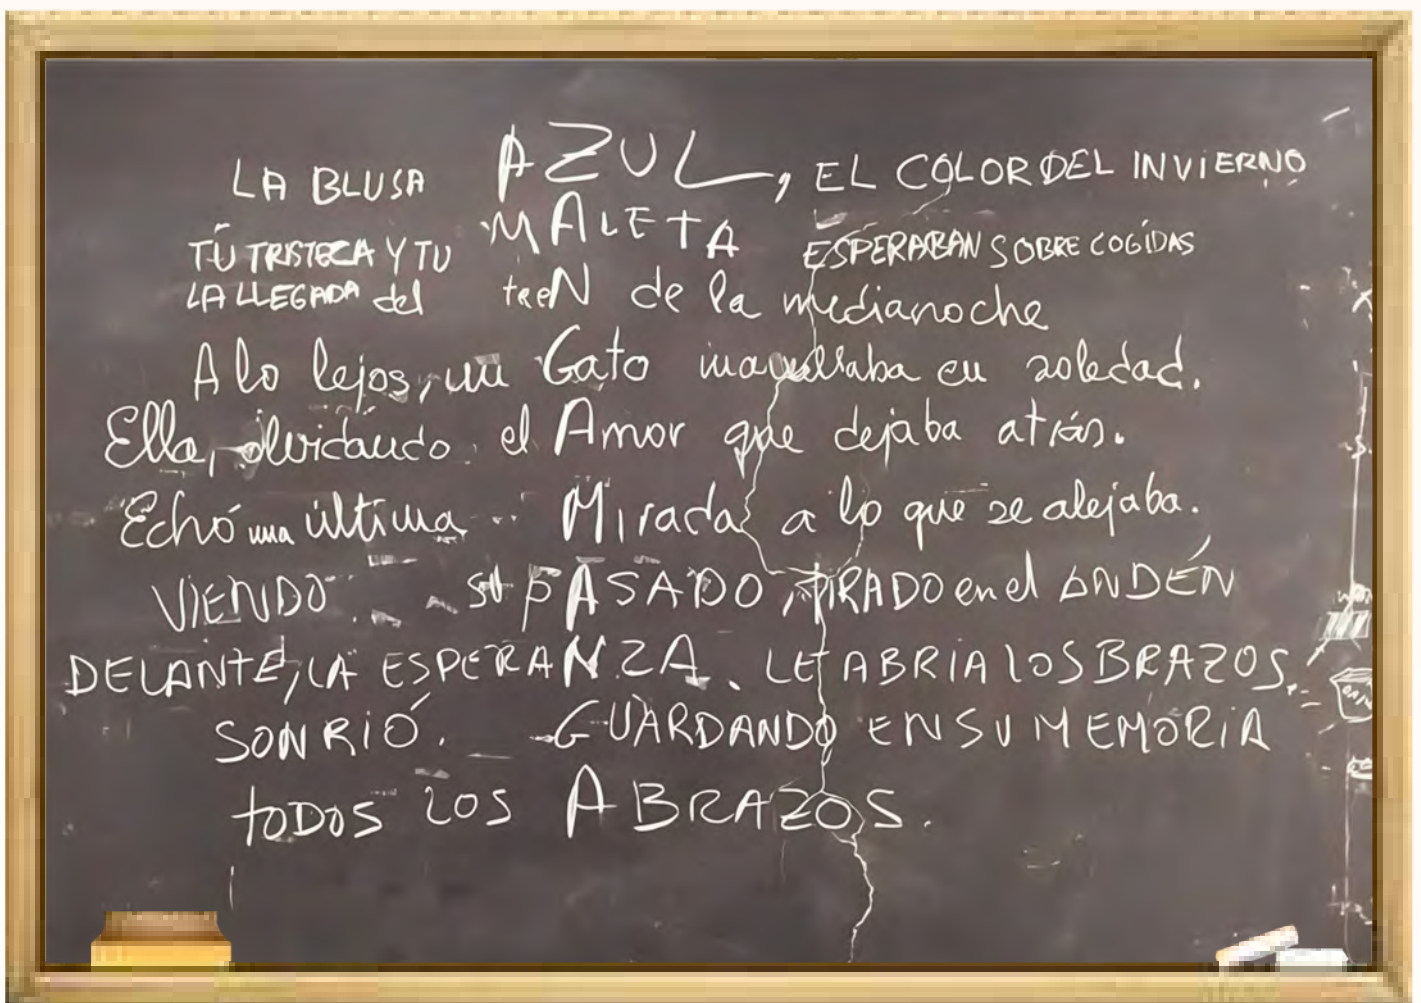 LA BLUSA AZUL, EL COLOR DEL INVIERNO
TÚ TRISTECA Y TU MALETA ESPERABAN SOBRECOGIDAS
LA LLEGADA del treN de la medianoche
A lo lejos, un Gato maullaba en soledad.
Ella, olvidando el Amor que dejaba atrás.
Echó una última Mirada a lo que se alejaba.
VIENDO su PASADO, TIRADO en el ANDÉN
DELANTE, LA ESPERANZA. LE ABRIA LOS BRAZOS.
SONRIÓ. GUARDANDO EN SU MEMORIA
toDOS LOS ABRAZOS.